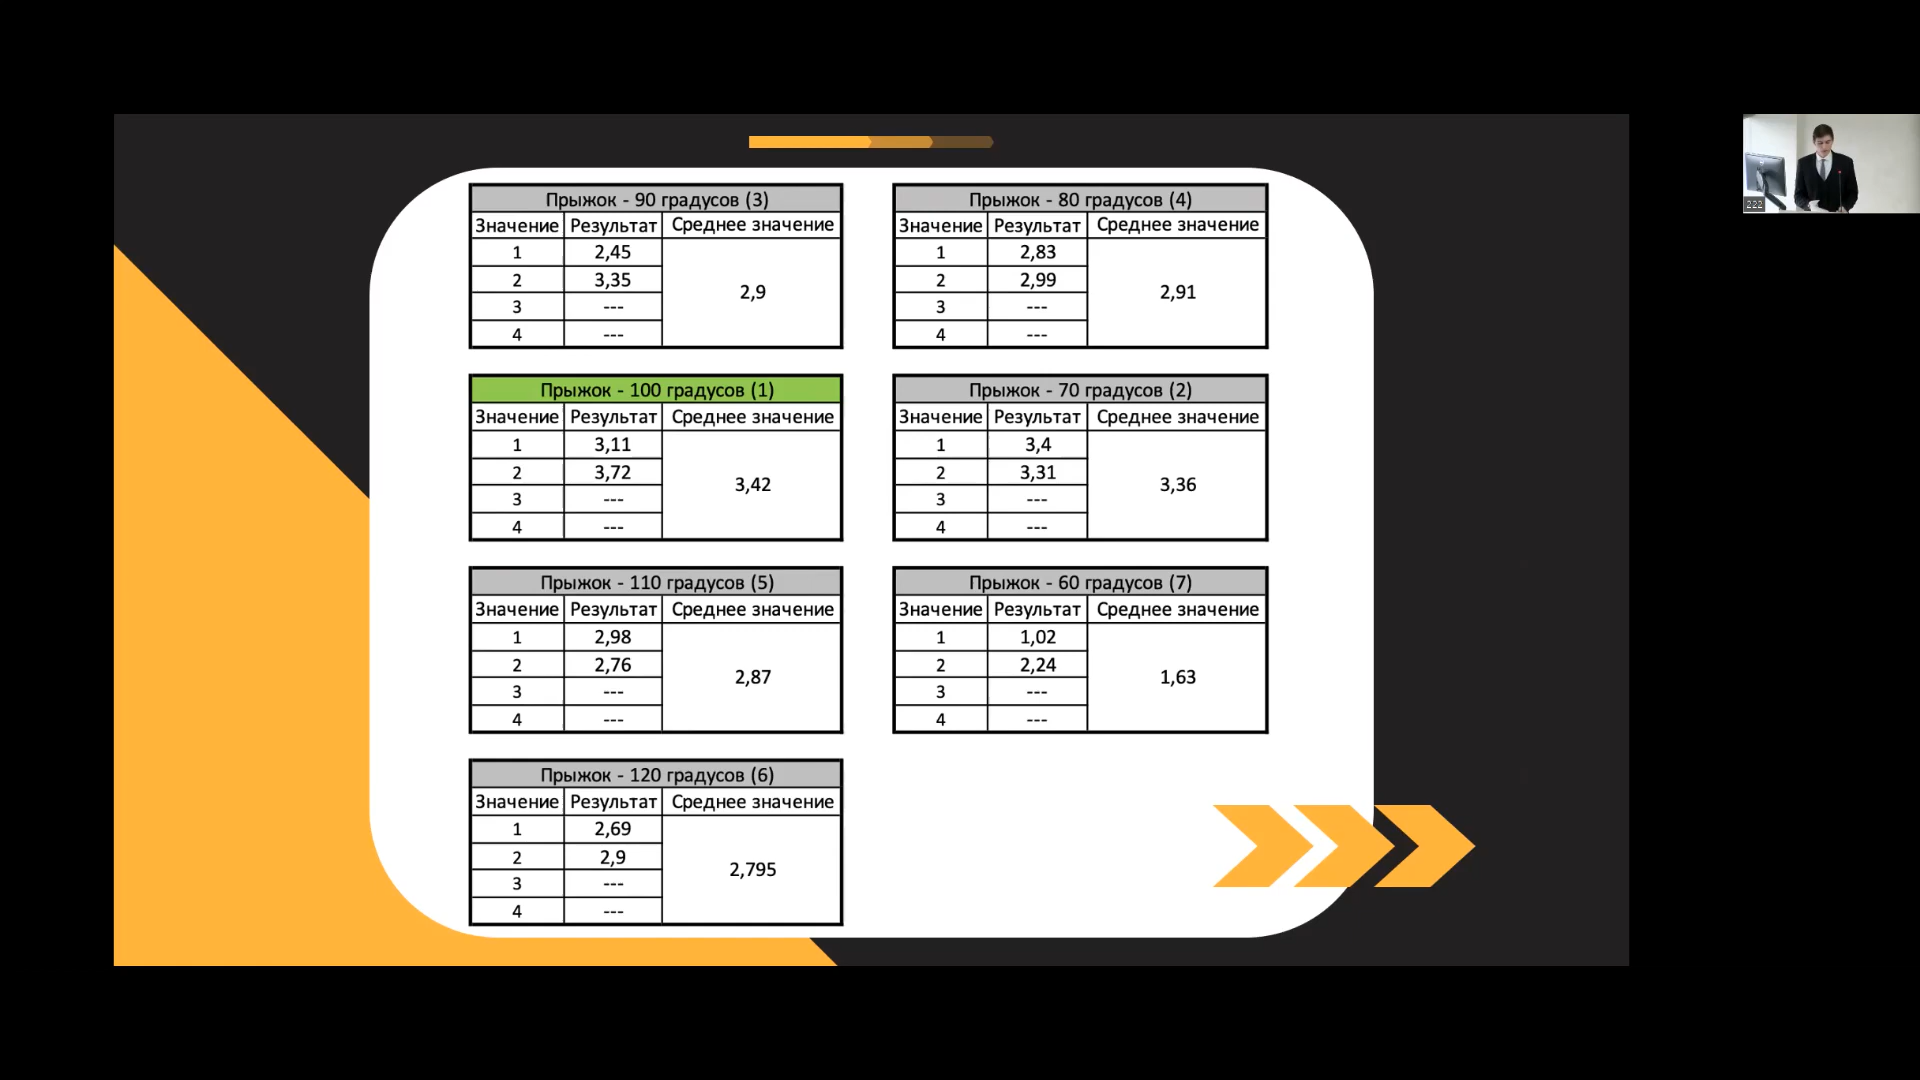 Прыжок - 90 градусов (3)
Значение Результат Среднее значение
1 2,45
2 3,35
2,9
3 ---
4 ---
Прыжок - 80 градусов (4)
Значение Результат Среднее значение
1 2,83
2 2,99
2,91
3 ---
4 ---
Прыжок - 100 градусов (1)
Значение Результат Среднее значение
1 3,11
2 3,72
3,42
3 ---
4 ---
Прыжок - 70 градусов (2)
Значение Результат Среднее значение
1 3,4
2 3,31
3,36
3 ---
4 ---
Прыжок - 110 градусов (5)
Значение Результат Среднее значение
1 2,98
2 2,76
2,87
3 ---
4 ---
Прыжок - 60 градусов (7)
Значение Результат Среднее значение
1 1,02
2 2,24
1,63
3 ---
4 ---
Прыжок - 120 градусов (6)
Значение Результат Среднее значение
1 2,69
2 2,9
2,795
3 ---
4 ---
222